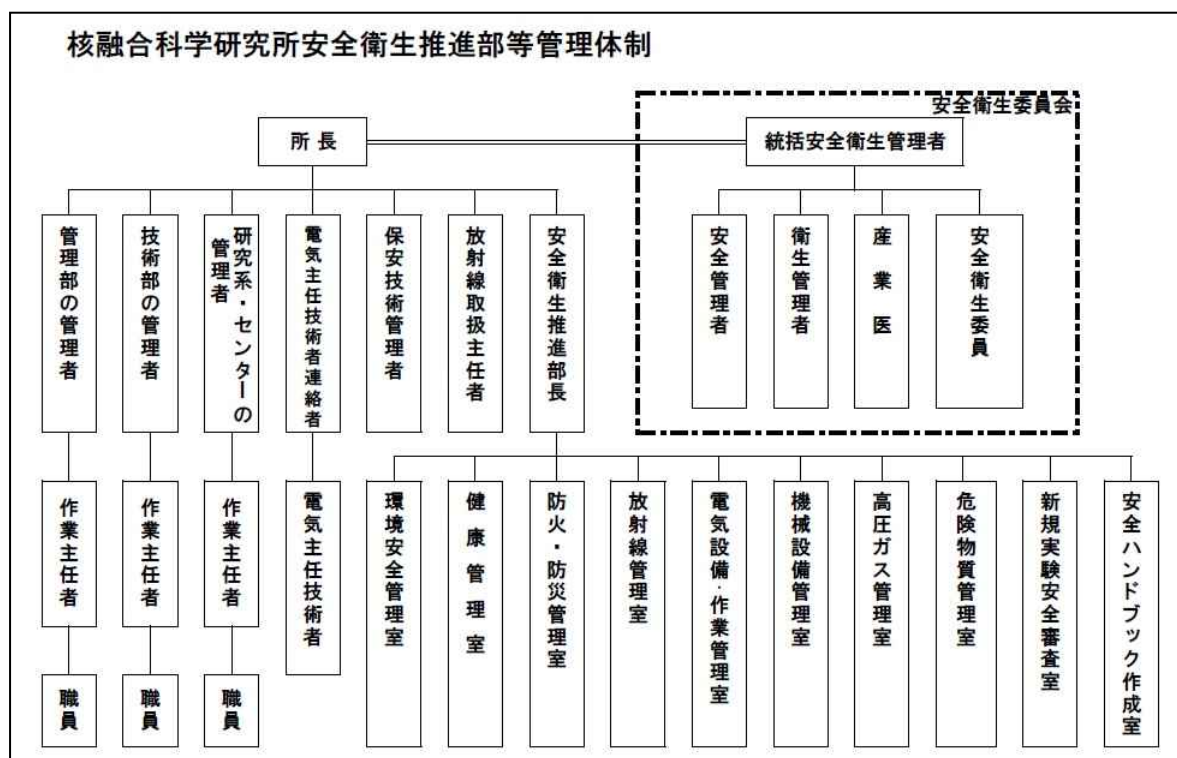 核融合科学研究所安全衛生推進部等管理体制
安全衛生委員会
所長
統括安全衛生管理者
管理部の管理者
技術部の管理者
研究系・センターの
管理者
電気主任技術者連絡者
保安技術管理者
放射線取扱主任者
安全衛生推進部長
安全管理者
衛生管理者
産業医
安全衛生委員
作業主任者
作業主任者
作業主任者
電気主任技術者
環境安全管理室
健康管理室
防火・防災管理室
放射線管理室
電気設備・作業管理室
機械設備管理室
高圧ガス管理室
危険物質管理室
新規実験安全審査室
安全ハンドブック作成室
職員
職員
職員